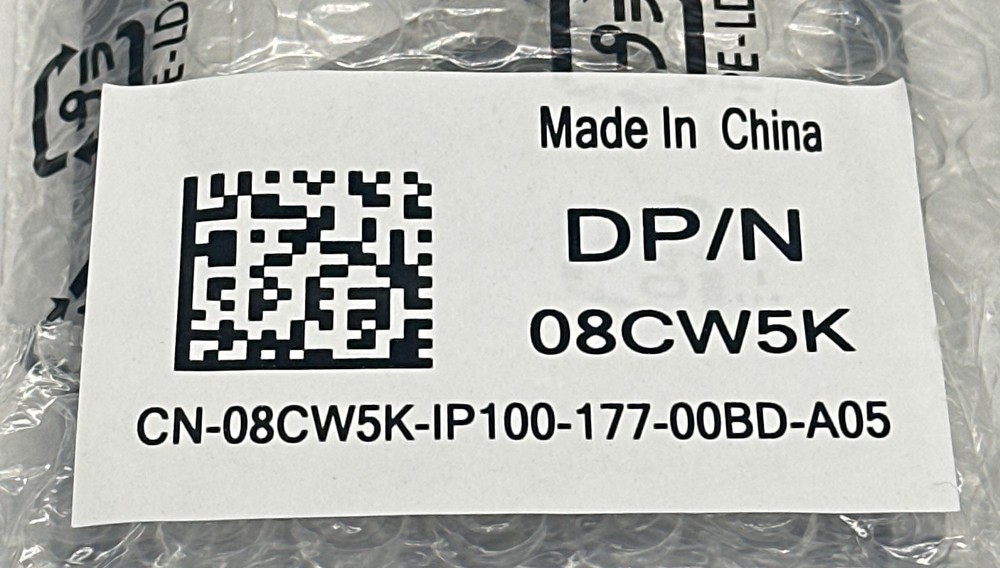 Made In China
DP/N
08CW5K
CN-08CW5K-IP100-177-00BD-A05